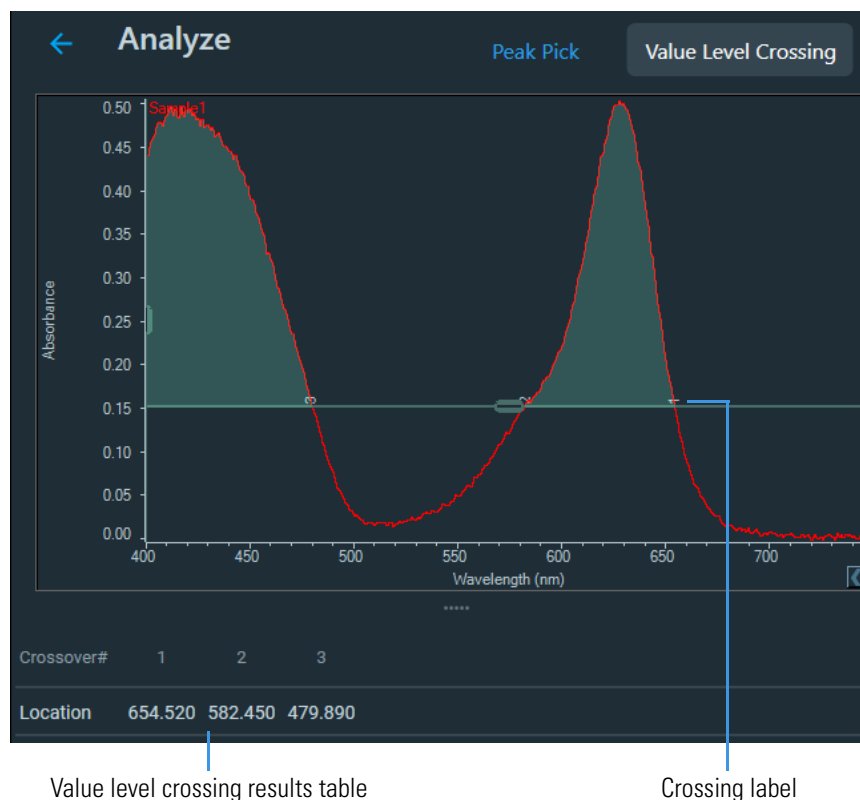 Analyze
Peak Pick
Value Level Crossing
Sample1
0.50
0.45
0.40
0.35
0.30
0.25
0.20
0.15
0.10
0.05
0.00
Absorbance
3
2
1
400 450 500 550 600 650 700
Wavelength (nm)
Crossover# 1 2 3
Location 654.520 582.450 479.890
Value level crossing results table
Crossing label